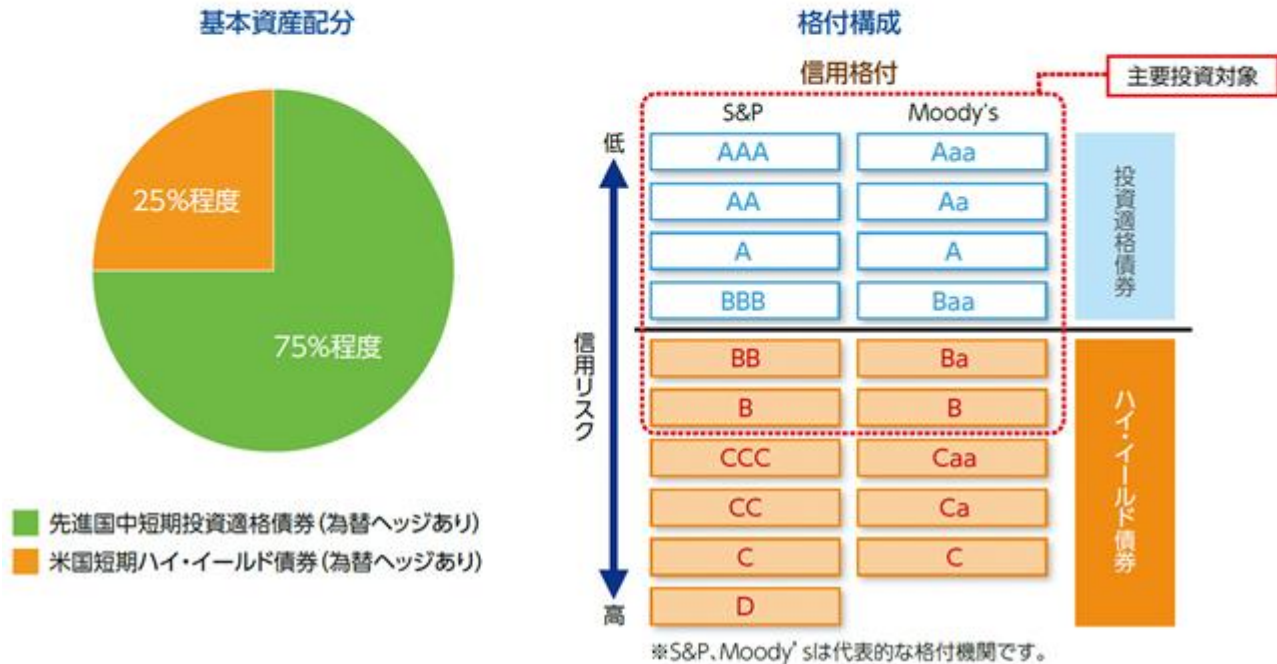 基本資産配分
25%程度
75%程度
先進国中短期投資適格債券(為替ヘッジあり)
米国短期ハイ・イールド債券(為替ヘッジあり)
格付構成
信用格付
主要投資対象
S&P Moody's
低
信用リスク
高
AAA Aaa
AA Aa
A A
BBB Baa
投資適格債券
BB Ba
B B
CCC Caa
CC Ca
C C
D
ハイ・イールド債券
※S&P、Moody'sは代表的な格付機関です。